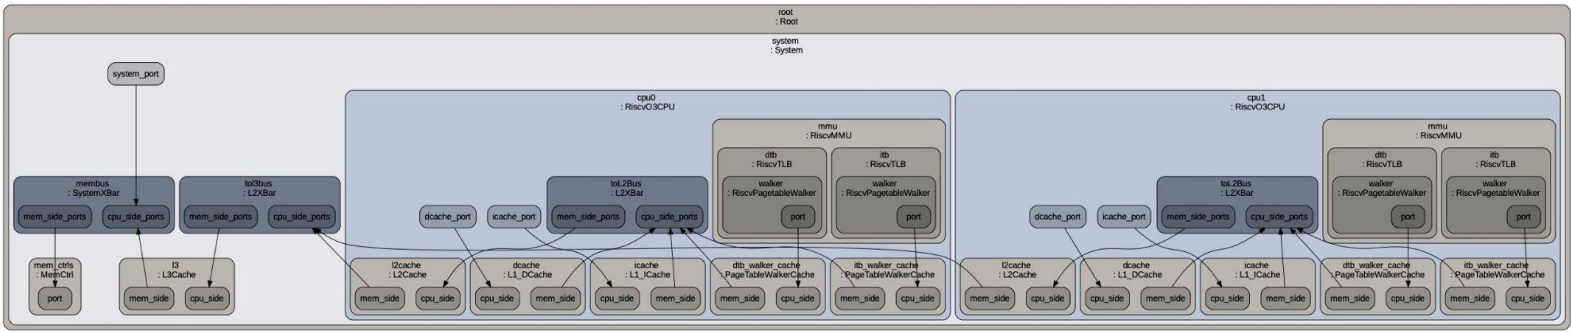 root
: Root
system
: System
system_port
cpu0
: RiscvO3CPU
cpu1
: RiscvO3CPU
mmu
: RiscvMMU
mmu
: RiscvMMU
dtb
: RiscvTLB
itb
: RiscvTLB
dtb
: RiscvTLB
itb
: RiscvTLB
membus
: SystemXBar
tol3bus
: L2XBar
toL2Bus
: L2XBar
walker
: RiscvPagetableWalker
walker
: RiscvPagetableWalker
toL2Bus
: L2XBar
walker
: RiscvPagetableWalker
walker
: RiscvPagetableWalker
mem_side_ports
cpu_side_ports
mem_side_ports
cpu_side_ports
dcache_port
icache_port
mem_side_ports
cpu_side_ports
port
port
dcache_port
icache_port
mem_side_ports
cpu_side_ports
port
port
mem_ctrls
: MemCtrl
l3
: L3Cache
l2cache
: L2Cache
dcache
: L1_DCache
icache
: L1_ICache
dtb_walker_cache
: PageTableWalkerCache
itb_walker_cache
: PageTableWalkerCache
l2cache
: L2Cache
dcache
: L1_DCache
icache
: L1_ICache
dtb_walker_cache
: PageTableWalkerCache
itb_walker_cache
: PageTableWalkerCache
port
mem_side
cpu_side
mem_side
cpu_side
cpu_side
mem_side
cpu_side
mem_side
mem_side
cpu_side
mem_side
cpu_side
mem_side
cpu_side
cpu_side
mem_side
cpu_side
mem_side
mem_side
cpu_side
mem_side
cpu_side